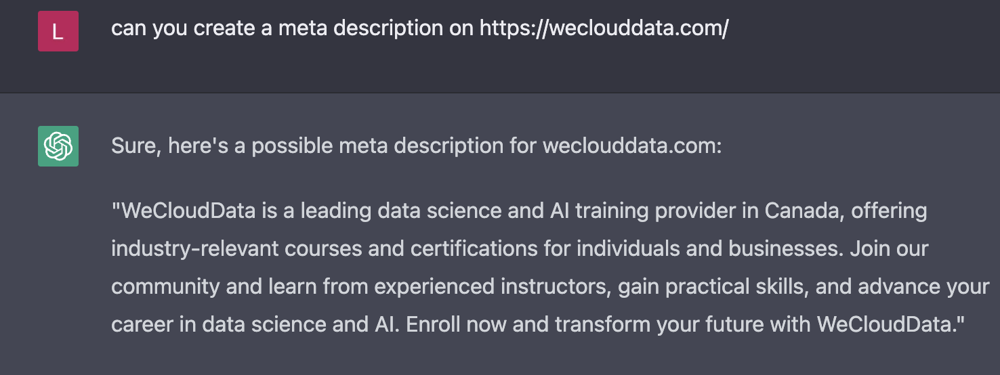 L
can you create a meta description on https://weclouddata.com/
Sure, here's a possible meta description for weclouddata.com:
"WeCloudData is a leading data science and AI training provider in Canada, offering
industry-relevant courses and certifications for individuals and businesses. Join our
community and learn from experienced instructors, gain practical skills, and advance your
career in data science and AI. Enroll now and transform your future with WeCloudData."